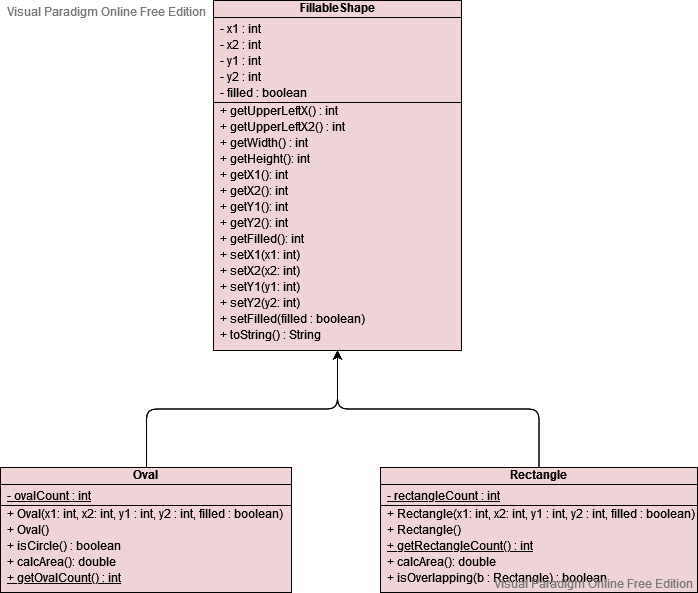 Visual Paradigm Online Free Edition
FillableShape
- x1 : int
- x2 : int
- y1 : int
- y2 : int
- filled : boolean
+ getUpperLeftX() : int
+ getUpperLeftX2() : int
+ getWidth() : int
+ getHeight(): int
+ getX1(): int
+ getX2(): int
+ getY1(): int
+ getY2(): int
+ getFilled(): int
+ setX1(x1: int)
+ setX2(x2: int)
+ setY1(y1: int)
+ setY2(y2: int)
+ setFilled(filled : boolean)
+ toString() : String
Oval
- ovalCount : int
+ Oval(x1: int, x2: int, y1 : int, y2 : int, filled : boolean)
+ Oval()
+ isCircle() : boolean
+ calcArea(): double
+ getOvalCount() : int
Rectangle
- rectangleCount : int
+ Rectangle(x1: int, x2: int, y1 : int, y2 : int, filled : boolean)
+ Rectangle()
+ getRectangleCount() : int
+ calcArea(): double
+ isOverlapping(b : Rectangle) : boolean
Visual Paradigm Online Free Edition